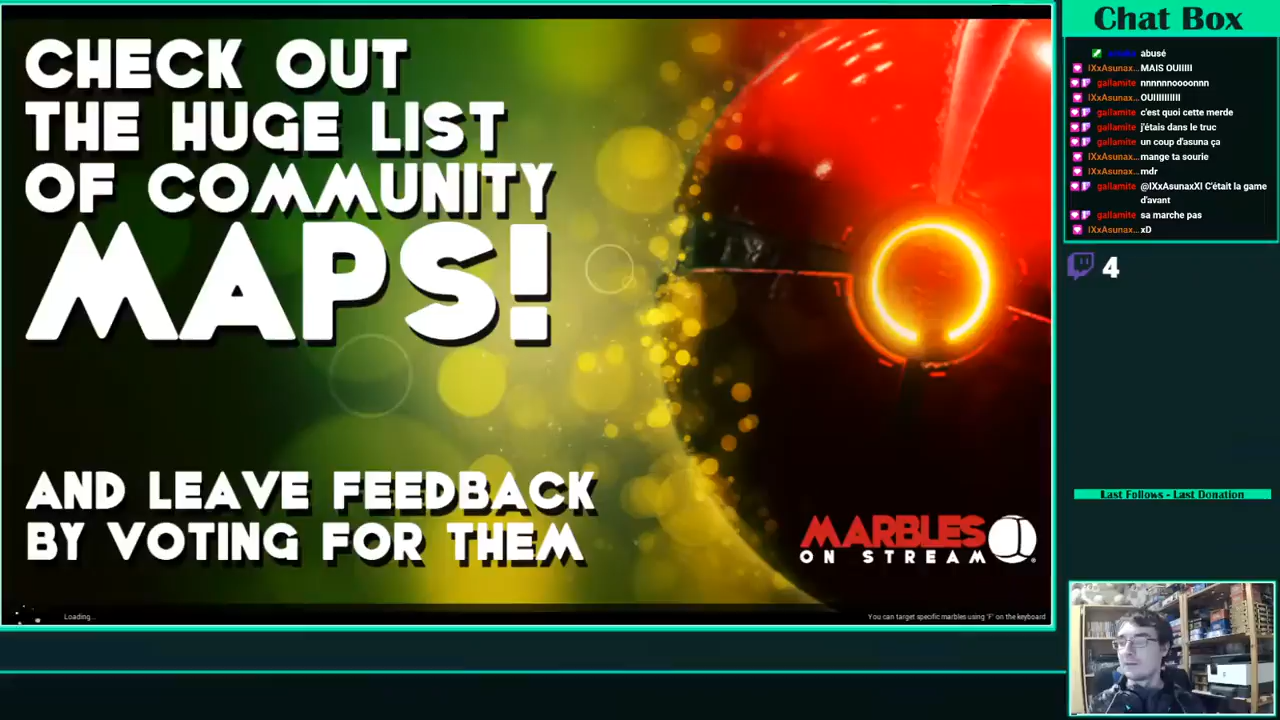 CHECK OUT
THE HUGE LIST
OF COMMUNITY
MAPS!
AND LEAVE FEEDBACK
BY VOTING FOR THEM
MARBLES
ON STREAM
Loading...
You can target specific marbles using 'F' on the keyboard
Chat Box
abusé
IXxAsunax... MAIS OUIIIII
gallamite nnnnnnoooonnn
IXxAsunax... OUIIIIIIIIIII
gallamite c'est quoi cette merde
gallamite j'étais dans le truc
gallamite un coup d'asuna ça
IXxAsunax... mange ta sourie
IXxAsunax... mdr
gallamite @IXxAsunaxXI C'était la game
d'avant
gallamite sa marche pas
IXxAsunax... xD
4
Last Follows - Last Donation